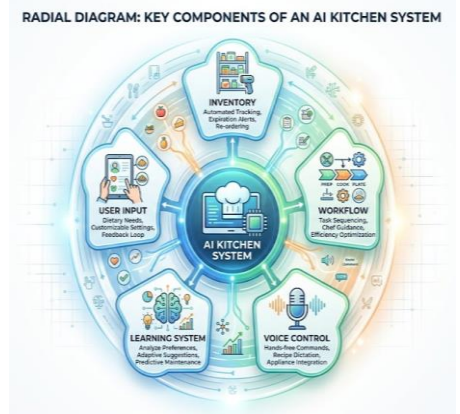 RADIAL DIAGRAM: KEY COMPONENTS OF AN AI KITCHEN SYSTEM
INVENTORY
Automated Tracking,
Expiration Alerts,
Re-ordering
USER INPUT
Dietary Needs,
Customizable Settings,
Feedback Loop
PREP COOK PLATE
WORKFLOW
Task Sequencing,
Chef Guidance,
Efficiency Optimization
AI KITCHEN
SYSTEM
LEARNING SYSTEM
Analyze Preferences,
Adaptive Suggestions,
Predictive Maintenance
VOICE CONTROL
Hands-free Commands,
Recipe Dictation,
Appliance Integration